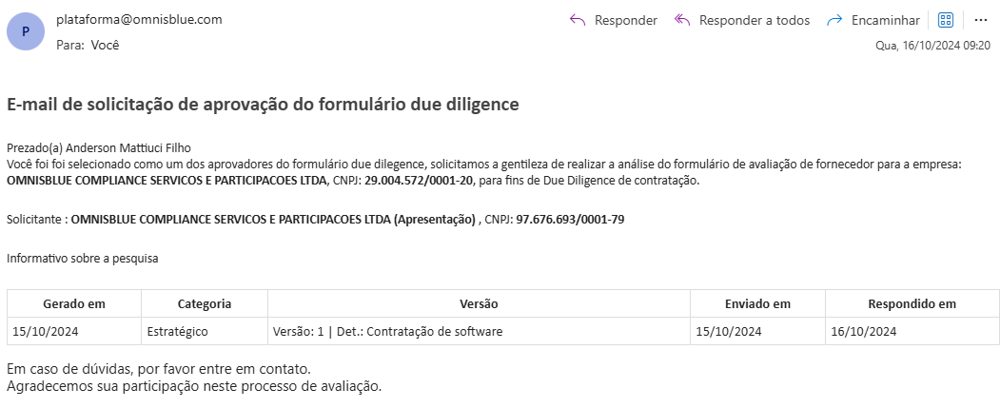 P
plataforma@omnisblue.com
Responder
Responder a todos
Encaminhar
Para: Você
Qua, 16/10/2024 09:20
E-mail de solicitação de aprovação do formulário due diligence
Prezado(a) Anderson Mattiuci Filho
Você foi foi selecionado como um dos aprovadores do formulário due dilegence, solicitamos a gentileza de realizar a análise do formulário de avaliação de fornecedor para a empresa:
OMNISBLUE COMPLIANCE SERVICOS E PARTICIPACOES LTDA, CNPJ: 29.004.572/0001-20, para fins de Due Diligence de contratação.
Solicitante : OMNISBLUE COMPLIANCE SERVICOS E PARTICIPACOES LTDA (Apresentação) , CNPJ: 97.676.693/0001-79
Informativo sobre a pesquisa
Gerado em Categoria Versão Enviado em Respondido em
15/10/2024 Estratégico Versão: 1 | Det.: Contratação de software 15/10/2024 16/10/2024
Em caso de dúvidas, por favor entre em contato.
Agradecemos sua participação neste processo de avaliação.